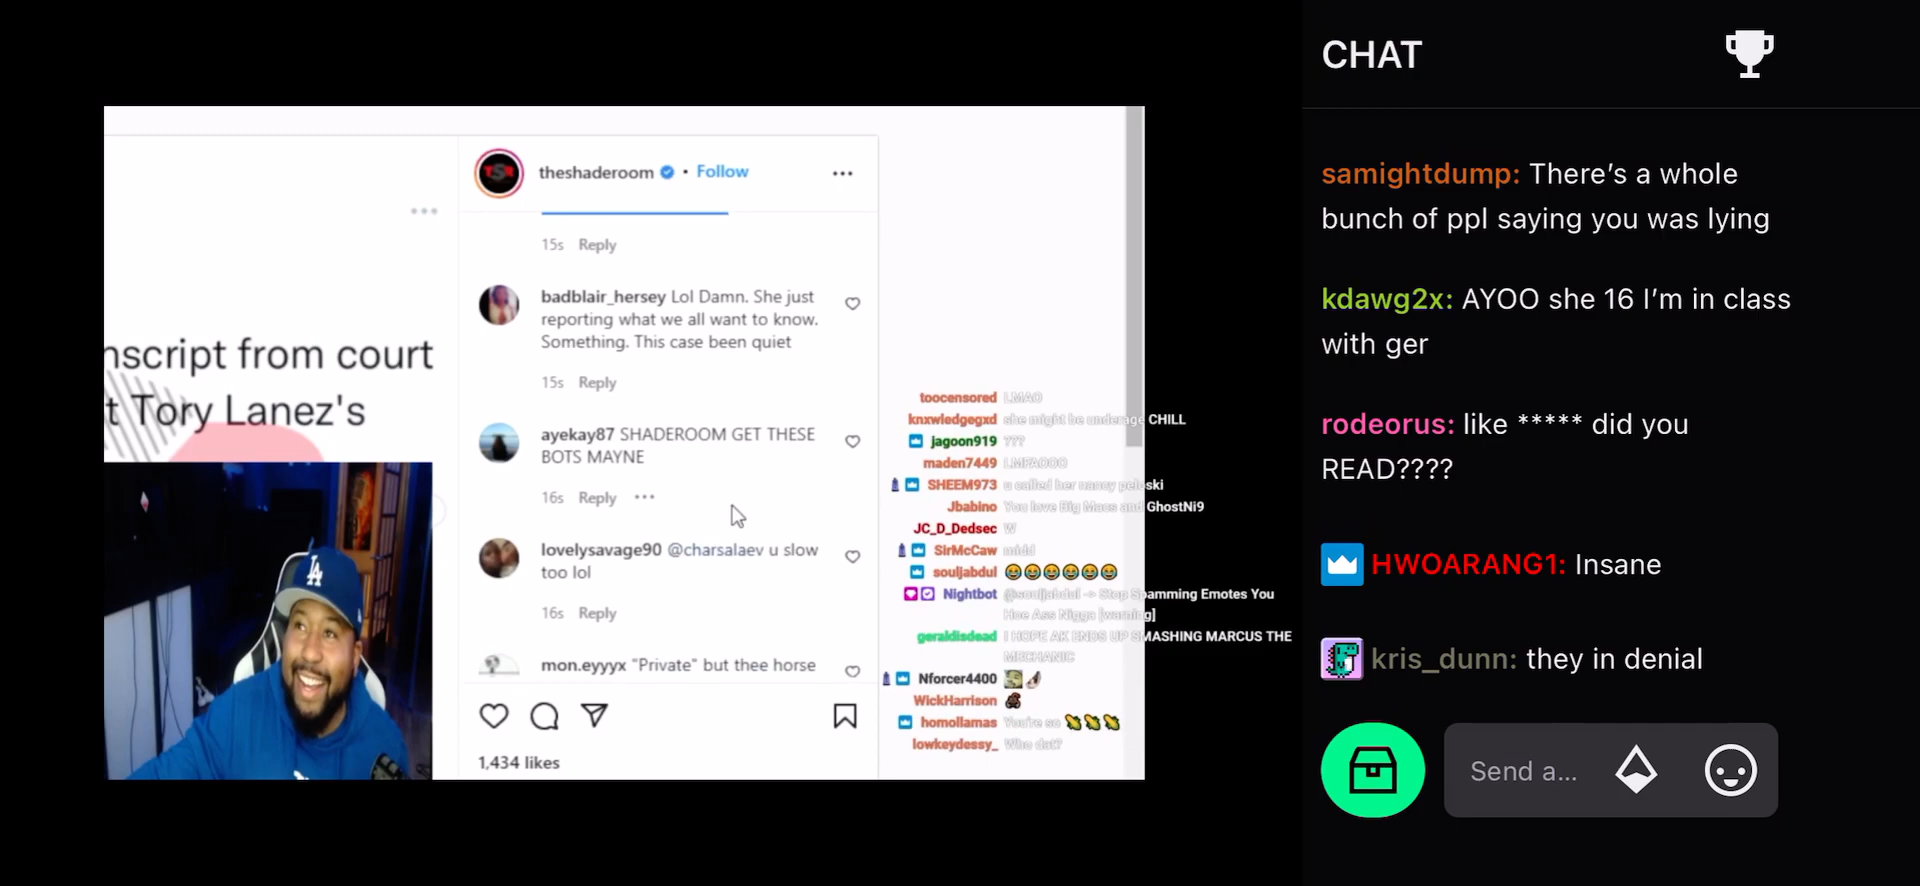 CHAT
theshaderoom • Follow
15s Reply
badblair_hersey Lol Damn. She just
reporting what we all want to know.
Something. This case been quiet
15s Reply
ayekay87 SHADEROOM GET THESE
BOTS MAYNE
16s Reply
lovelysavage90 @charsalaev u slow
too lol
16s Reply
mon.eyyyx "Private" but thee horse
1,434 likes
nscript from court
t Tory Lanez's
LA
toocensored LMAO
knxwledgegxd she might be underage CHILL
jagoon919 ???
maden7449 LMFAOOO
SHEEM973 u called her nancy peloski
Jbabino You love Big Macs and GhostNi9
JC_D_Dedsec W
SirMcCaw midd
souljabdul 😂😂😂😂😂😂
Nightbot @souljabdul -> Stop Spamming Emotes You
Hoe Ass Nigga [warning]
geraldisdead I HOPE AK ENDS UP SMASHING MARCUS THE
MECHANIC
Nforcer4400
WickHarrison
homollamas You're so 🌽🌽🌽
lowkeydessy_ Who dat?
samightdump: There's a whole
bunch of ppl saying you was lying
kdawg2x: AYOO she 16 I'm in class
with ger
rodeorus: like ***** did you
READ????
HWOARANG1: Insane
kris_dunn: they in denial
Send a...